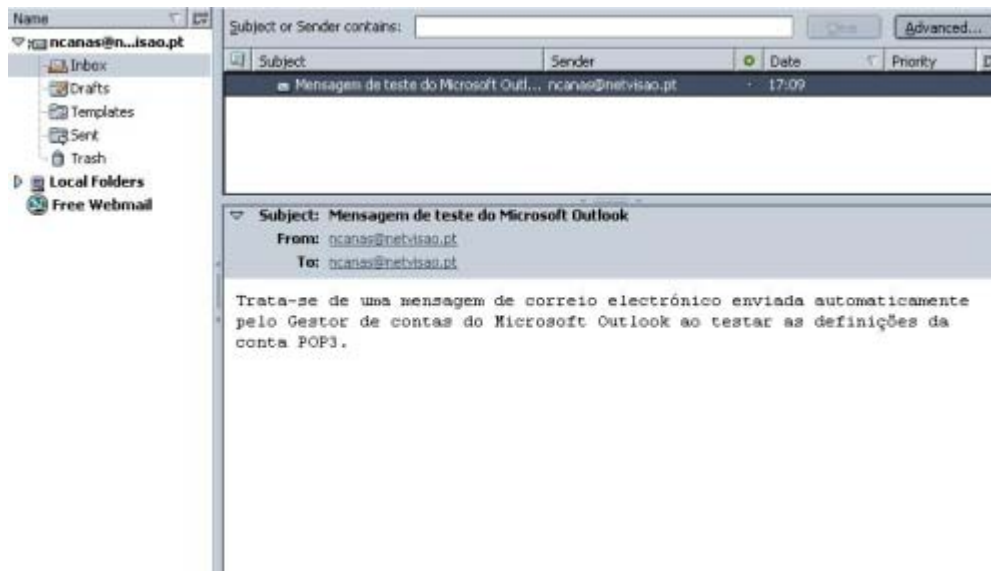 Name
ncanas@n...isao.pt
Inbox
Drafts
Templates
Sent
Trash
Local Folders
Free Webmail
Subject or Sender contains:
Advanced...
Subject Sender Date Priority
Mensagem de teste do Microsoft Outl... ncanas@netvisao.pt 17:09
Subject: Mensagem de teste do Microsoft Outlook
From: ncanas@netvisao.pt
To: ncanas@netvisao.pt
Trata-se de uma mensagem de correio electrónico enviada automaticamente
pelo Gestor de contas do Microsoft Outlook ao testar as definições da
conta POP3.